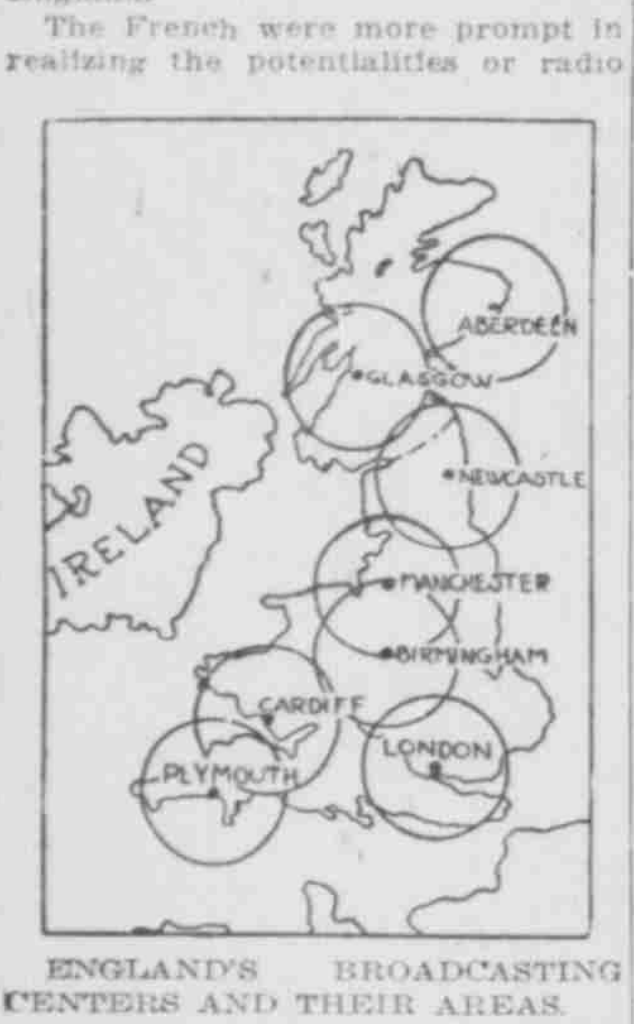 The French were more prompt in
realizing the potentialities or radio
ABERDEEN
GLASGOW
NEWCASTLE
IRELAND
MANCHESTER
BIRMINGHAM
CARDIFF
LONDON
PLYMOUTH
ENGLAND'S BROADCASTING
CENTERS AND THEIR AREAS.